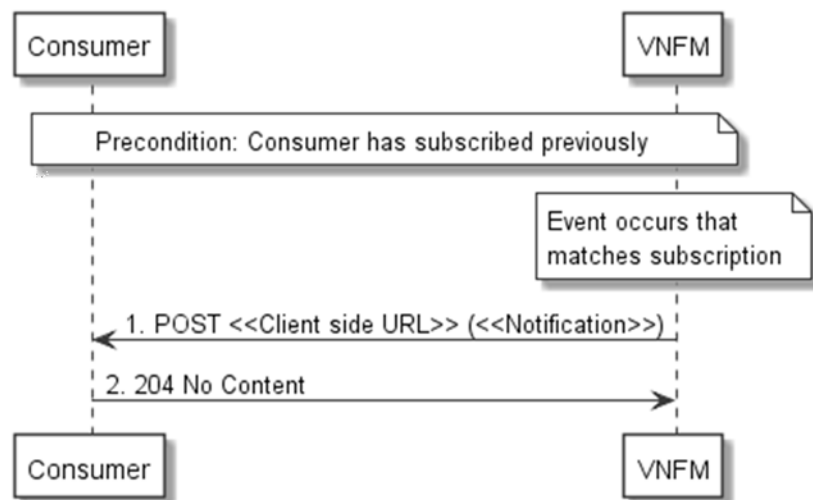 Consumer
VNFM
Precondition: Consumer has subscribed previously
Event occurs that
matches subscription
1. POST <<Client side URL>> (<<Notification>>)
2. 204 No Content
Consumer
VNFM